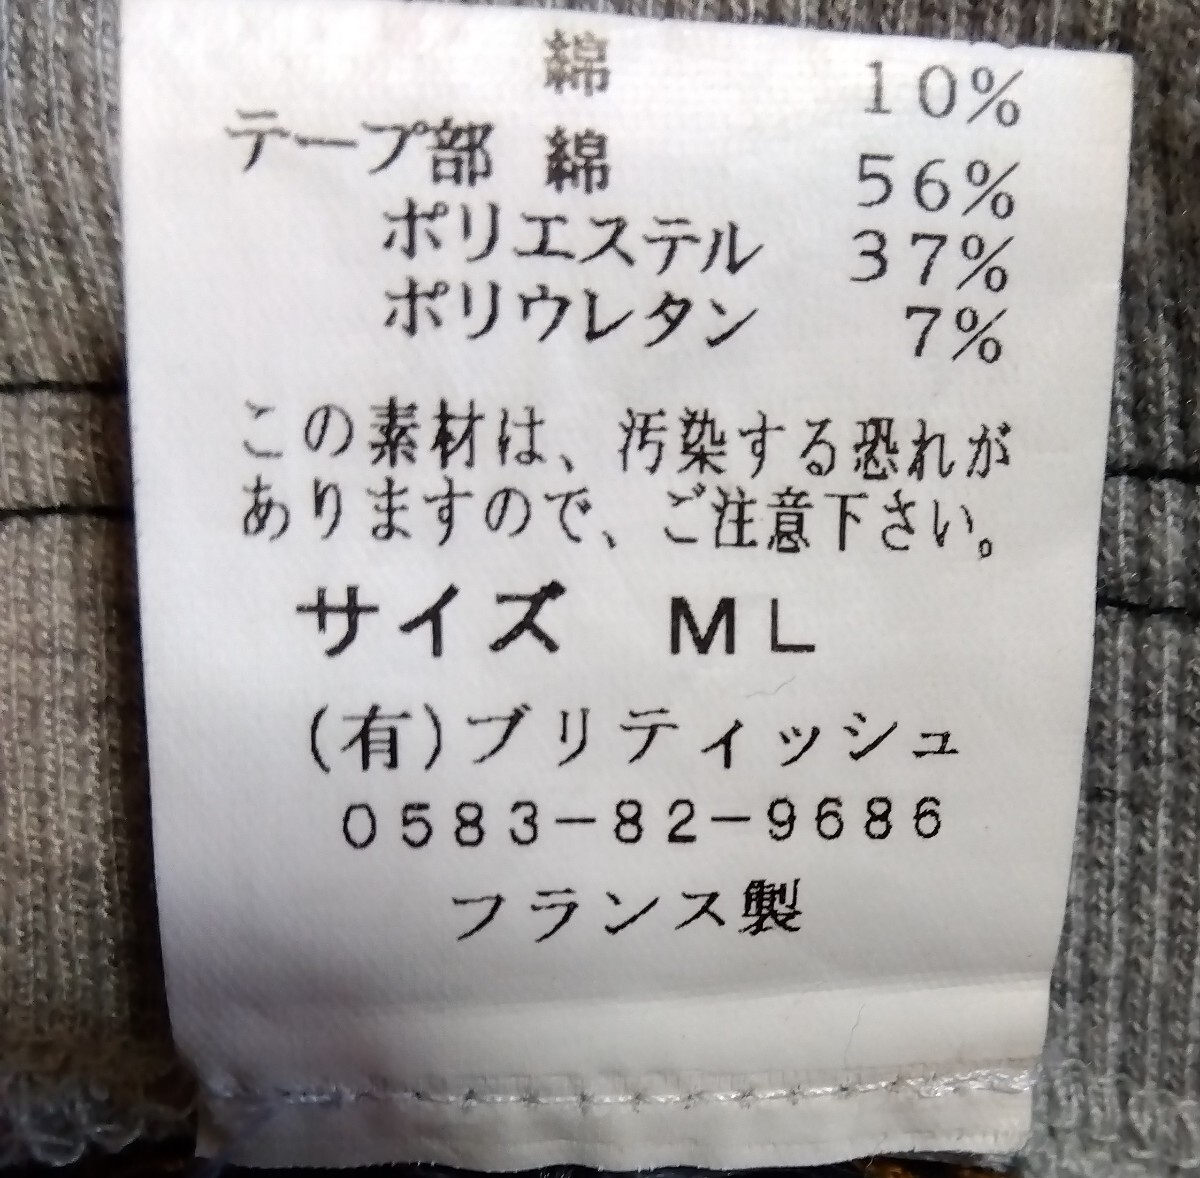 綿 10%
テープ部 綿 56%
ポリエステル 37%
ポリウレタン 7%
この素材は、汚染する恐れが
ありますので、ご注意下さい。
サイズ ML
(有)ブリティッシュ
0583-82-9686
フランス製